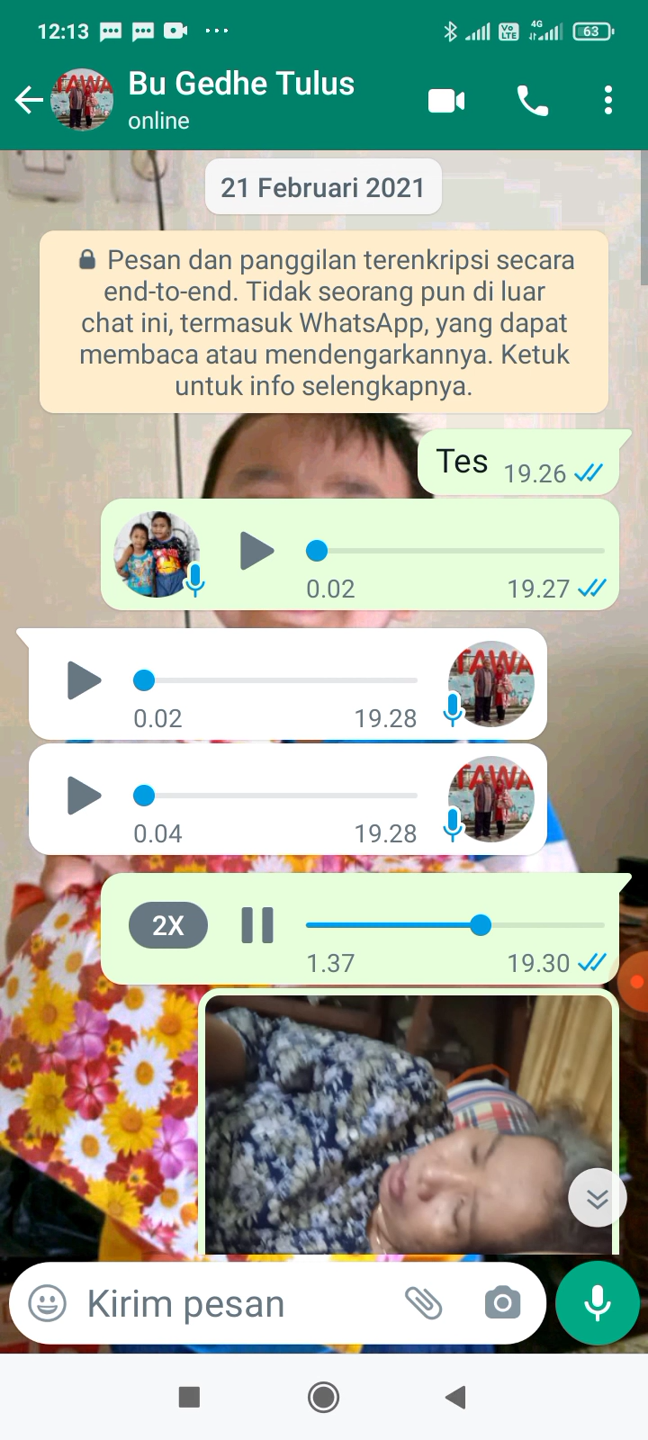 12:13
4G
Vo LTE
63
Bu Gedhe Tulus
online
21 Februari 2021
Pesan dan panggilan terenkripsi secara
end-to-end. Tidak seorang pun di luar
chat ini, termasuk WhatsApp, yang dapat
membaca atau mendengarkannya. Ketuk
untuk info selengkapnya.
Tes 19.26
0.02 19.27
0.02 19.28
0.04 19.28
2X
1.37 19.30
Kirim pesan